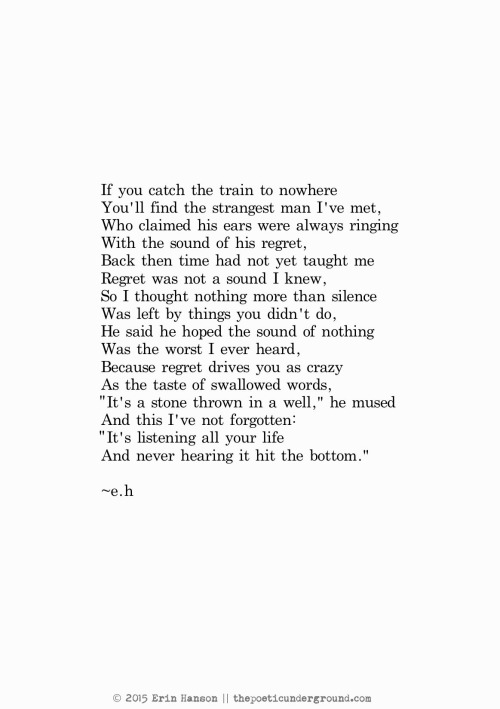 If you catch the train to nowhere
You'll find the strangest man I've met,
Who claimed his ears were always ringing
With the sound of his regret,
Back then time had not yet taught me
Regret was not a sound I knew,
So I thought nothing more than silence
Was left by things you didn't do,
He said he hoped the sound of nothing
Was the worst I ever heard,
Because regret drives you as crazy
As the taste of swallowed words,
"It's a stone thrown in a well," he mused
And this I've not forgotten:
"It's listening all your life
And never hearing it hit the bottom."
~e.h
© 2015 Erin Hanson || thepoeticunderground.com